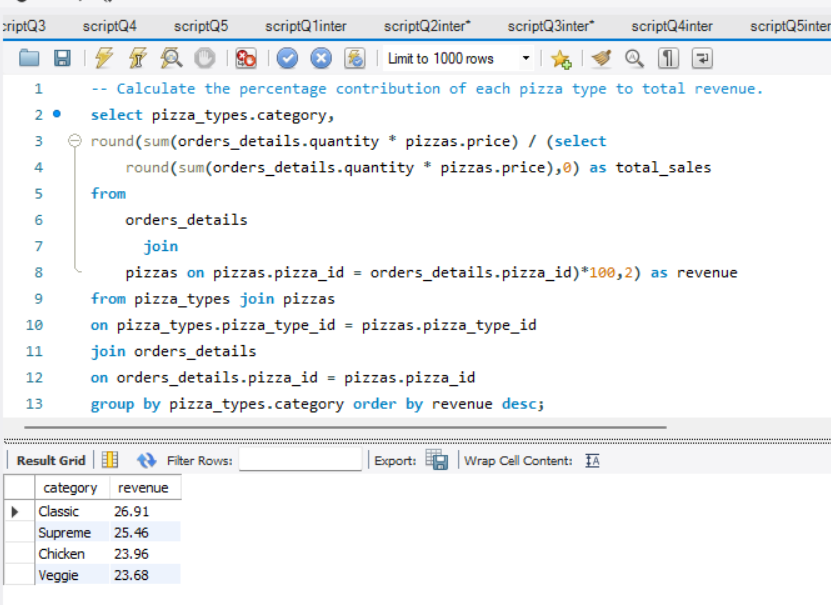 criptQ3 scriptQ4 scriptQ5 scriptQ1inter scriptQ2inter* scriptQ3inter* scriptQ4inter scriptQ5inter
Limit to 1000 rows
1 -- Calculate the percentage contribution of each pizza type to total revenue.
2 select pizza_types.category,
3 round(sum(orders_details.quantity * pizzas.price) / (select
4 round(sum(orders_details.quantity * pizzas.price),0) as total_sales
5 from
6 orders_details
7 join
8 pizzas on pizzas.pizza_id = orders_details.pizza_id)*100,2) as revenue
9 from pizza_types join pizzas
10 on pizza_types.pizza_type_id = pizzas.pizza_type_id
11 join orders_details
12 on orders_details.pizza_id = pizzas.pizza_id
13 group by pizza_types.category order by revenue desc;
Result Grid Filter Rows: Export: Wrap Cell Content: IA
category revenue
Classic 26.91
Supreme 25.46
Chicken 23.96
Veggie 23.68